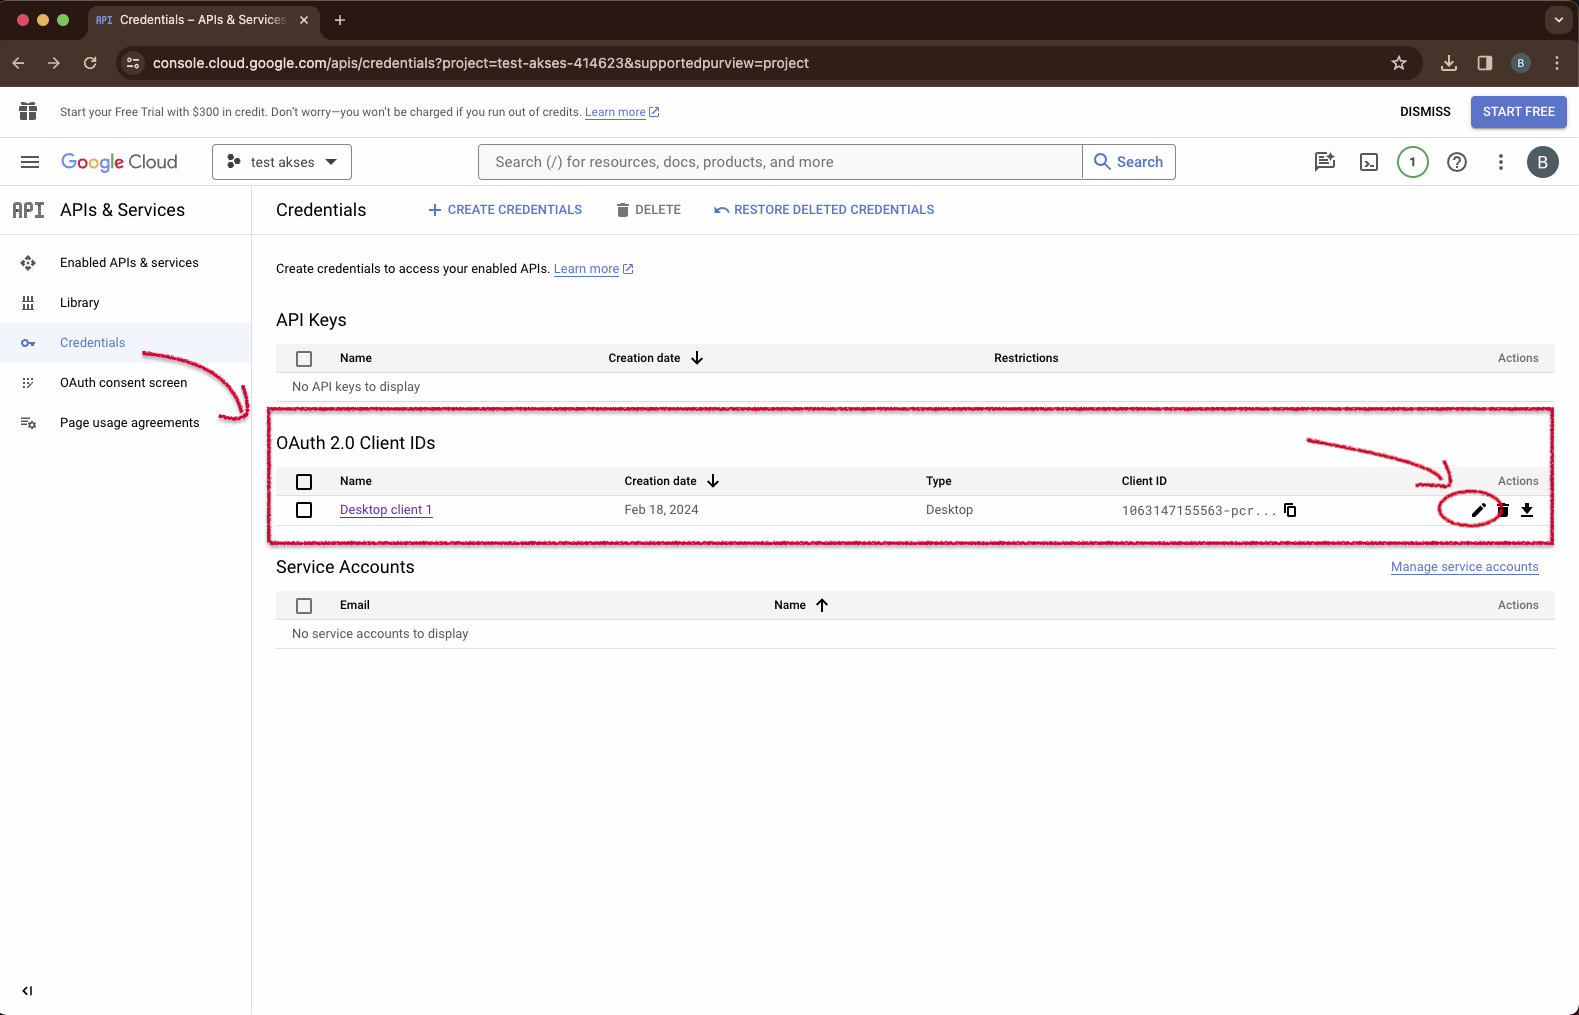 API Credentials – APIs & Services
console.cloud.google.com/apis/credentials?project=test-akses-414623&supportedpurview=project
B
Start your Free Trial with $300 in credit. Don't worry—you won't be charged if you run out of credits. Learn more
DISMISS
START FREE
Google Cloud
test akses
Search (/) for resources, docs, products, and more
Search
1
B
API APIs & Services
Credentials
CREATE CREDENTIALS
DELETE
RESTORE DELETED CREDENTIALS
Enabled APIs & services
Library
Credentials
OAuth consent screen
Page usage agreements
Create credentials to access your enabled APIs. Learn more
API Keys
Name Creation date Restrictions Actions
No API keys to display
OAuth 2.0 Client IDs
Name Creation date Type Client ID Actions
Desktop client 1 Feb 18, 2024 Desktop 1063147155563-pcr...
Service Accounts
Manage service accounts
Email Name Actions
No service accounts to display